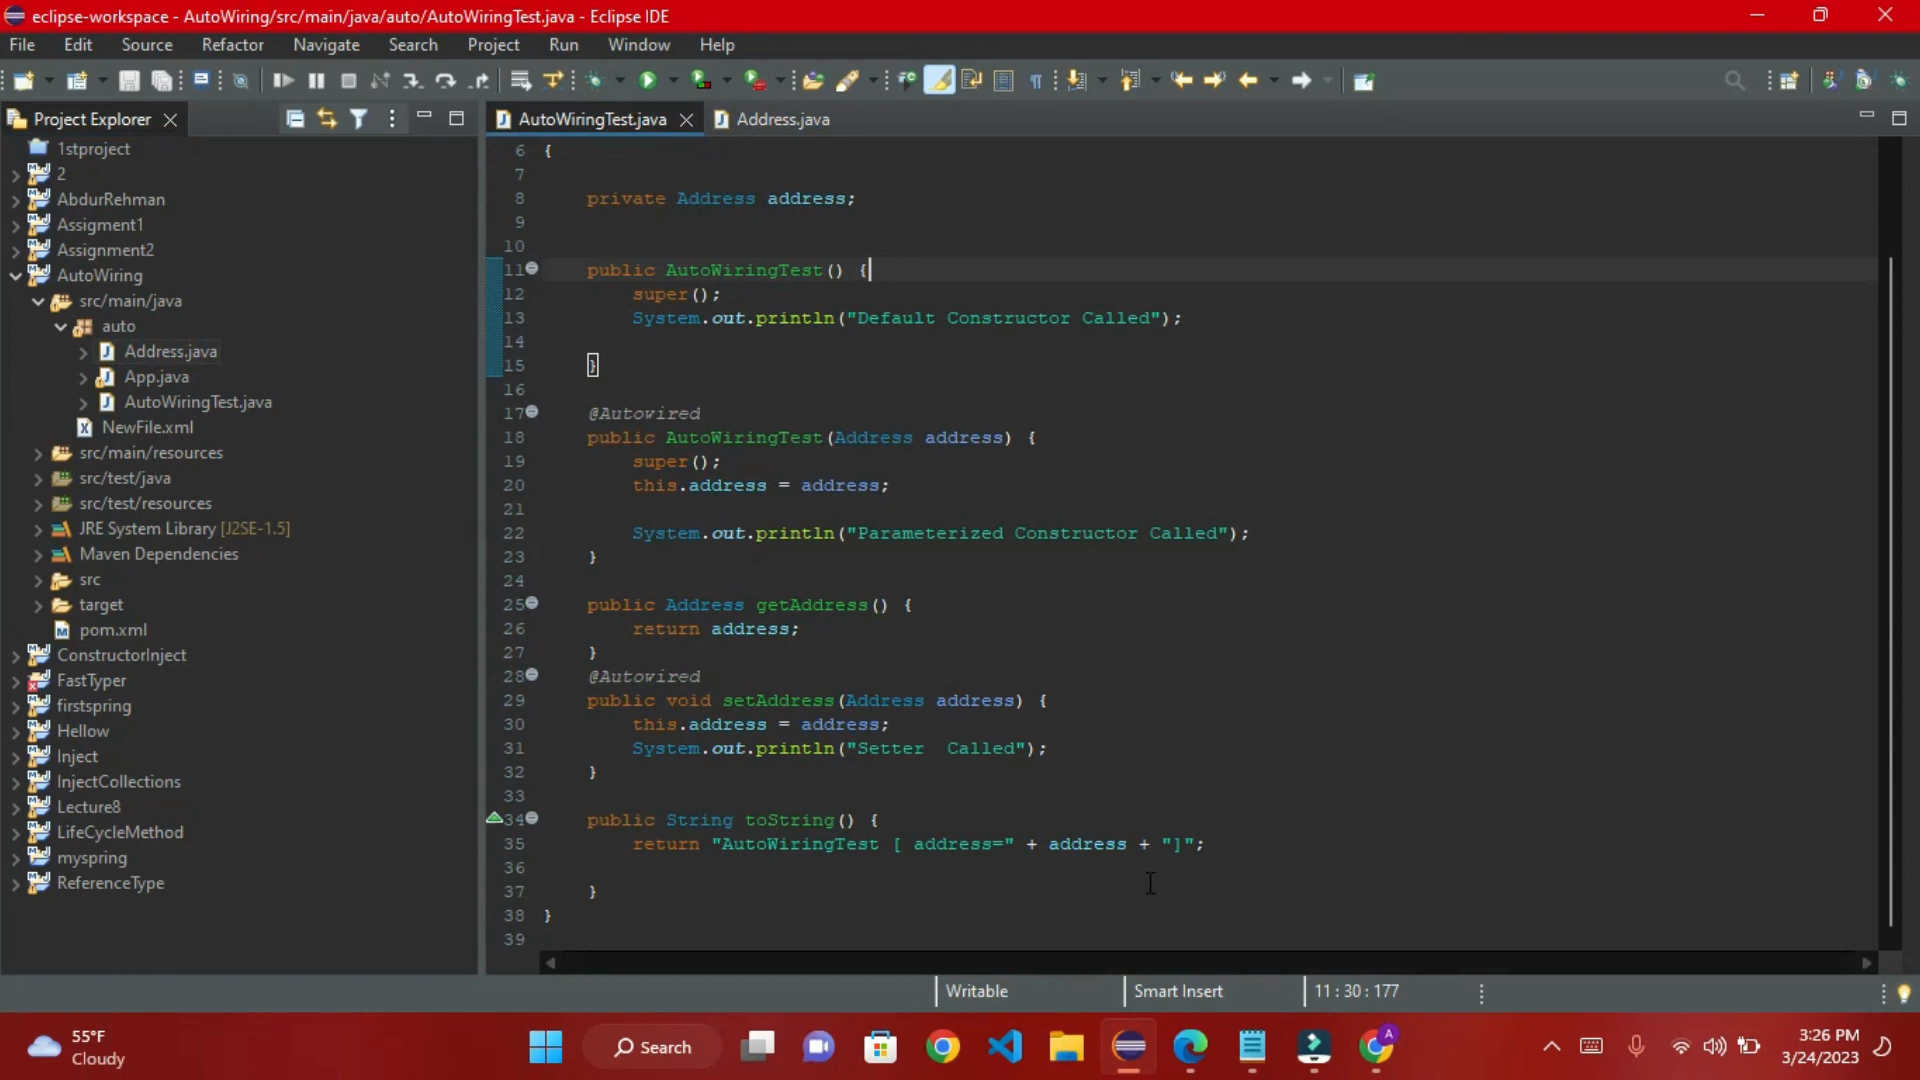 eclipse-workspace - AutoWiring/src/main/java/auto/AutoWiringTest.java - Eclipse IDE
File Edit Source Refactor Navigate Search Project Run Window Help
Project Explorer
AutoWiringTest.java
Address.java
1stproject
2
AbdurRehman
Assigment1
Assignment2
AutoWiring
src/main/java
auto
Address.java
App.java
AutoWiringTest.java
NewFile.xml
src/main/resources
src/test/java
src/test/resources
JRE System Library [J2SE-1.5]
Maven Dependencies
src
target
pom.xml
ConstructorInject
FastTyper
firstspring
Hellow
Inject
InjectCollections
Lecture8
LifeCycleMethod
myspring
ReferenceType
6 {
7
8 private Address address;
9
10
11 public AutoWiringTest() {
12 super();
13 System.out.println("Default Constructor Called");
14
15 }
16
17 @Autowired
18 public AutoWiringTest(Address address) {
19 super();
20 this.address = address;
21
22 System.out.println("Parameterized Constructor Called");
23 }
24
25 public Address getAddress() {
26 return address;
27 }
28 @Autowired
29 public void setAddress(Address address) {
30 this.address = address;
31 System.out.println("Setter  Called");
32 }
33
34 public String toString() {
35 return "AutoWiringTest [ address=" + address + "]";
36
37 }
38 }
39
Writable Smart Insert 11 : 30 : 177
55°F
Cloudy
Search
A
3:26 PM
3/24/2023